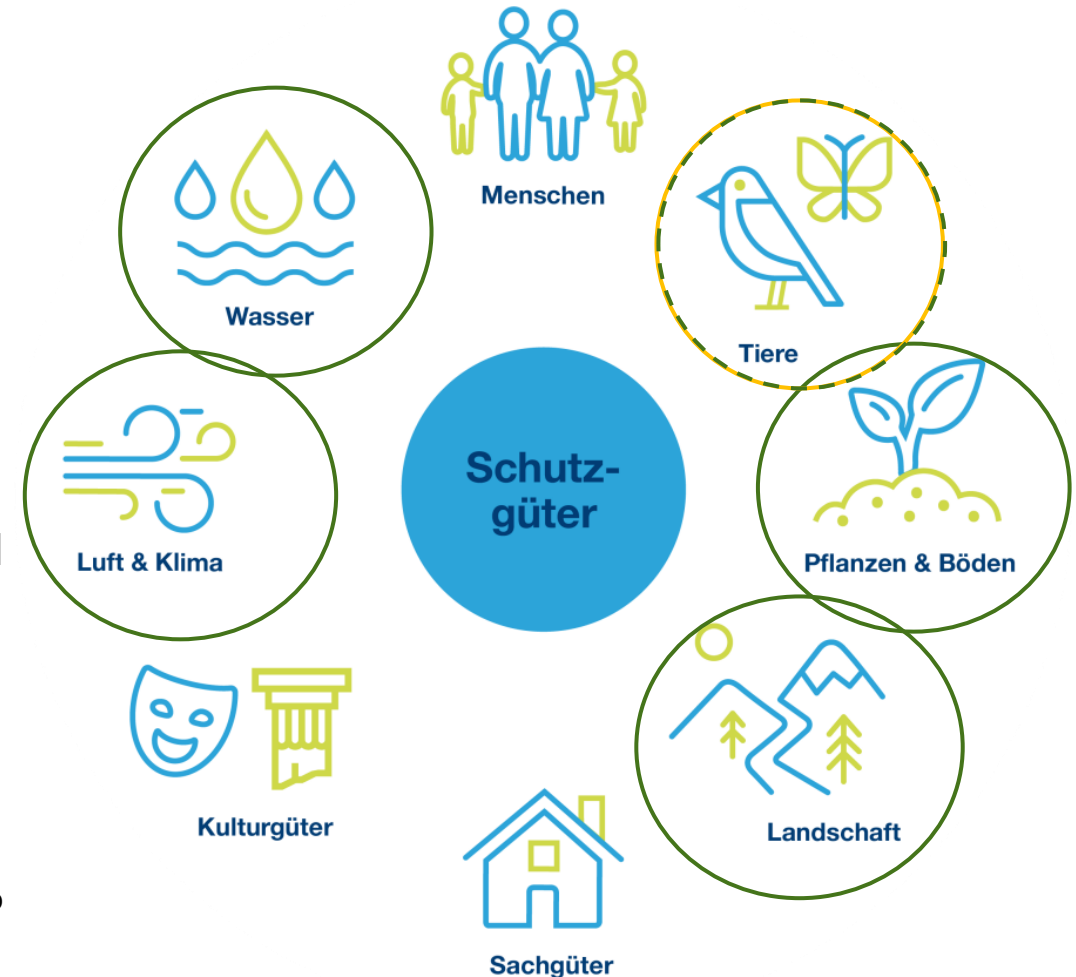 Menschen
Wasser
Tiere
Schutz-
güter
Luft & Klima
Pflanzen & Böden
Kulturgüter
Landschaft
Sachgüter